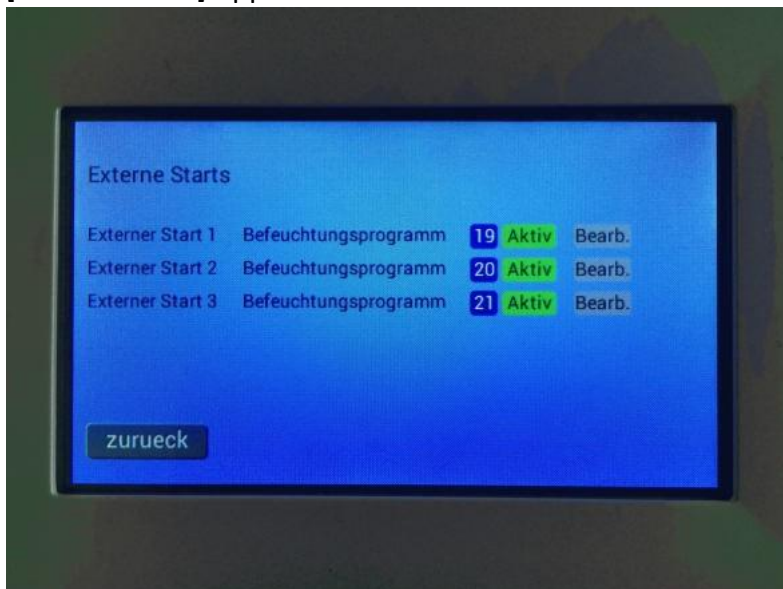 Externe Starts
Externer Start 1 Befeuchtungsprogramm 19 Aktiv Bearb.
Externer Start 2 Befeuchtungsprogramm 20 Aktiv Bearb.
Externer Start 3 Befeuchtungsprogramm 21 Aktiv Bearb.
zurueck